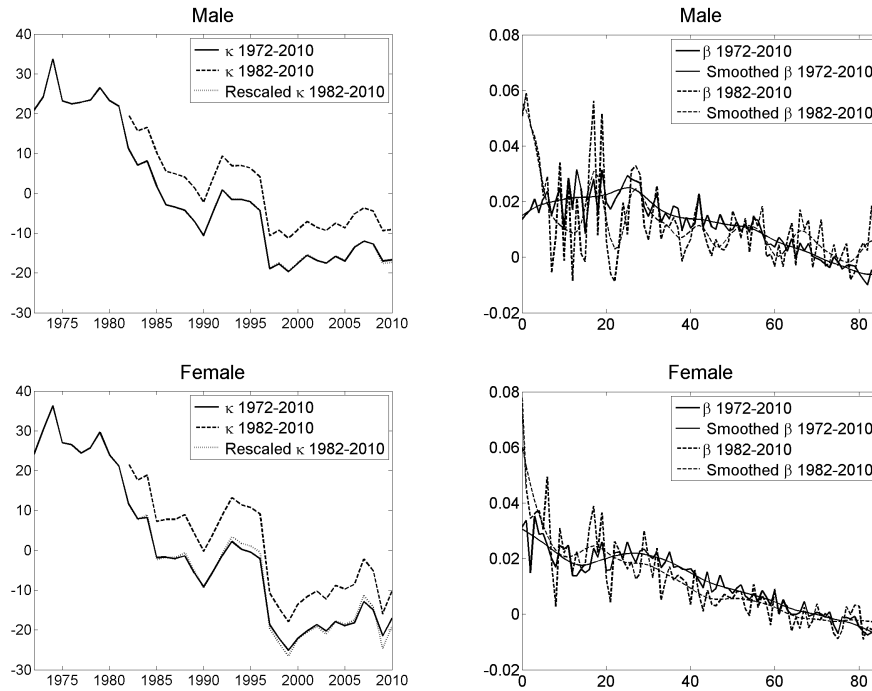 Male
40
30
20
10
0
-10
-20
-30
1975 1980 1985 1990 1995 2000 2005 2010
κ 1972-2010
κ 1982-2010
Rescaled κ 1982-2010
Male
0.08
0.06
0.04
0.02
0
-0.02
0 20 40 60 80
β 1972-2010
Smoothed β 1972-2010
β 1982-2010
Smoothed β 1982-2010
Female
40
30
20
10
0
-10
-20
-30
1975 1980 1985 1990 1995 2000 2005 2010
κ 1972-2010
κ 1982-2010
Rescaled κ 1982-2010
Female
0.08
0.06
0.04
0.02
0
-0.02
0 20 40 60 80
β 1972-2010
Smoothed β 1972-2010
β 1982-2010
Smoothed β 1982-2010